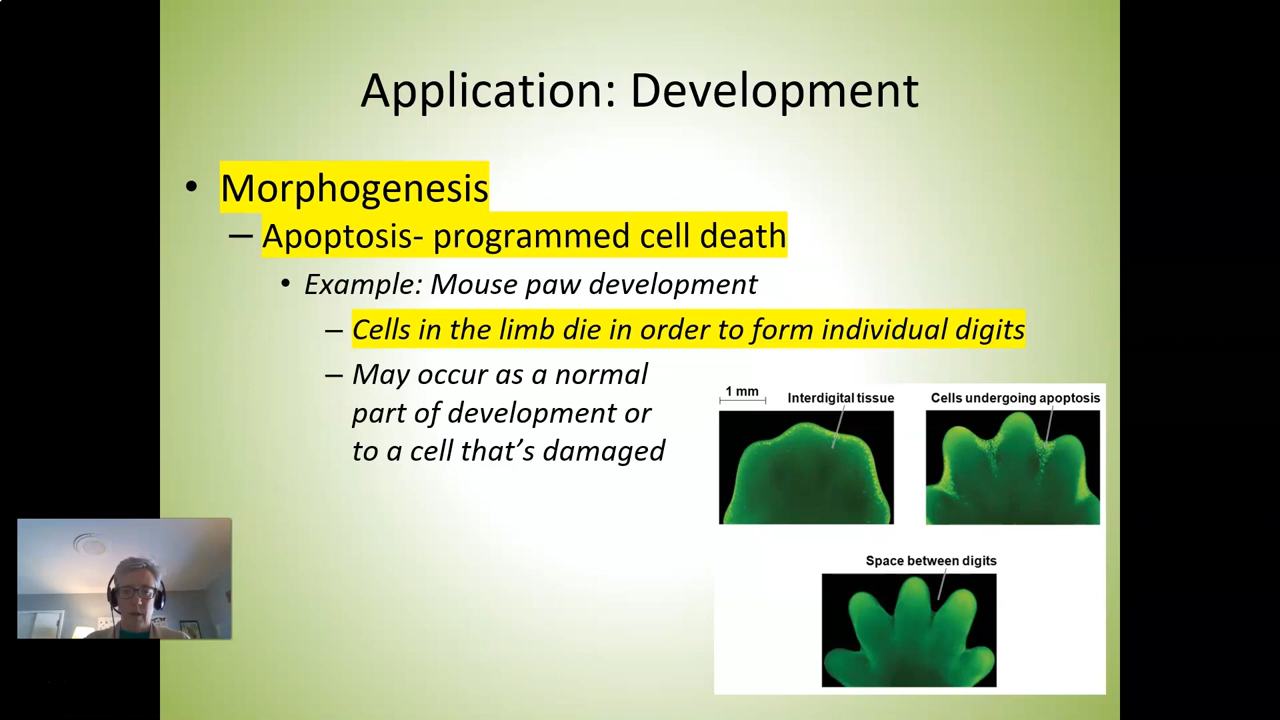 Application: Development
• Morphogenesis
– Apoptosis- programmed cell death
• Example: Mouse paw development
– Cells in the limb die in order to form individual digits
– May occur as a normal
part of development or
to a cell that’s damaged
1 mm
Interdigital tissue
Cells undergoing apoptosis
Space between digits